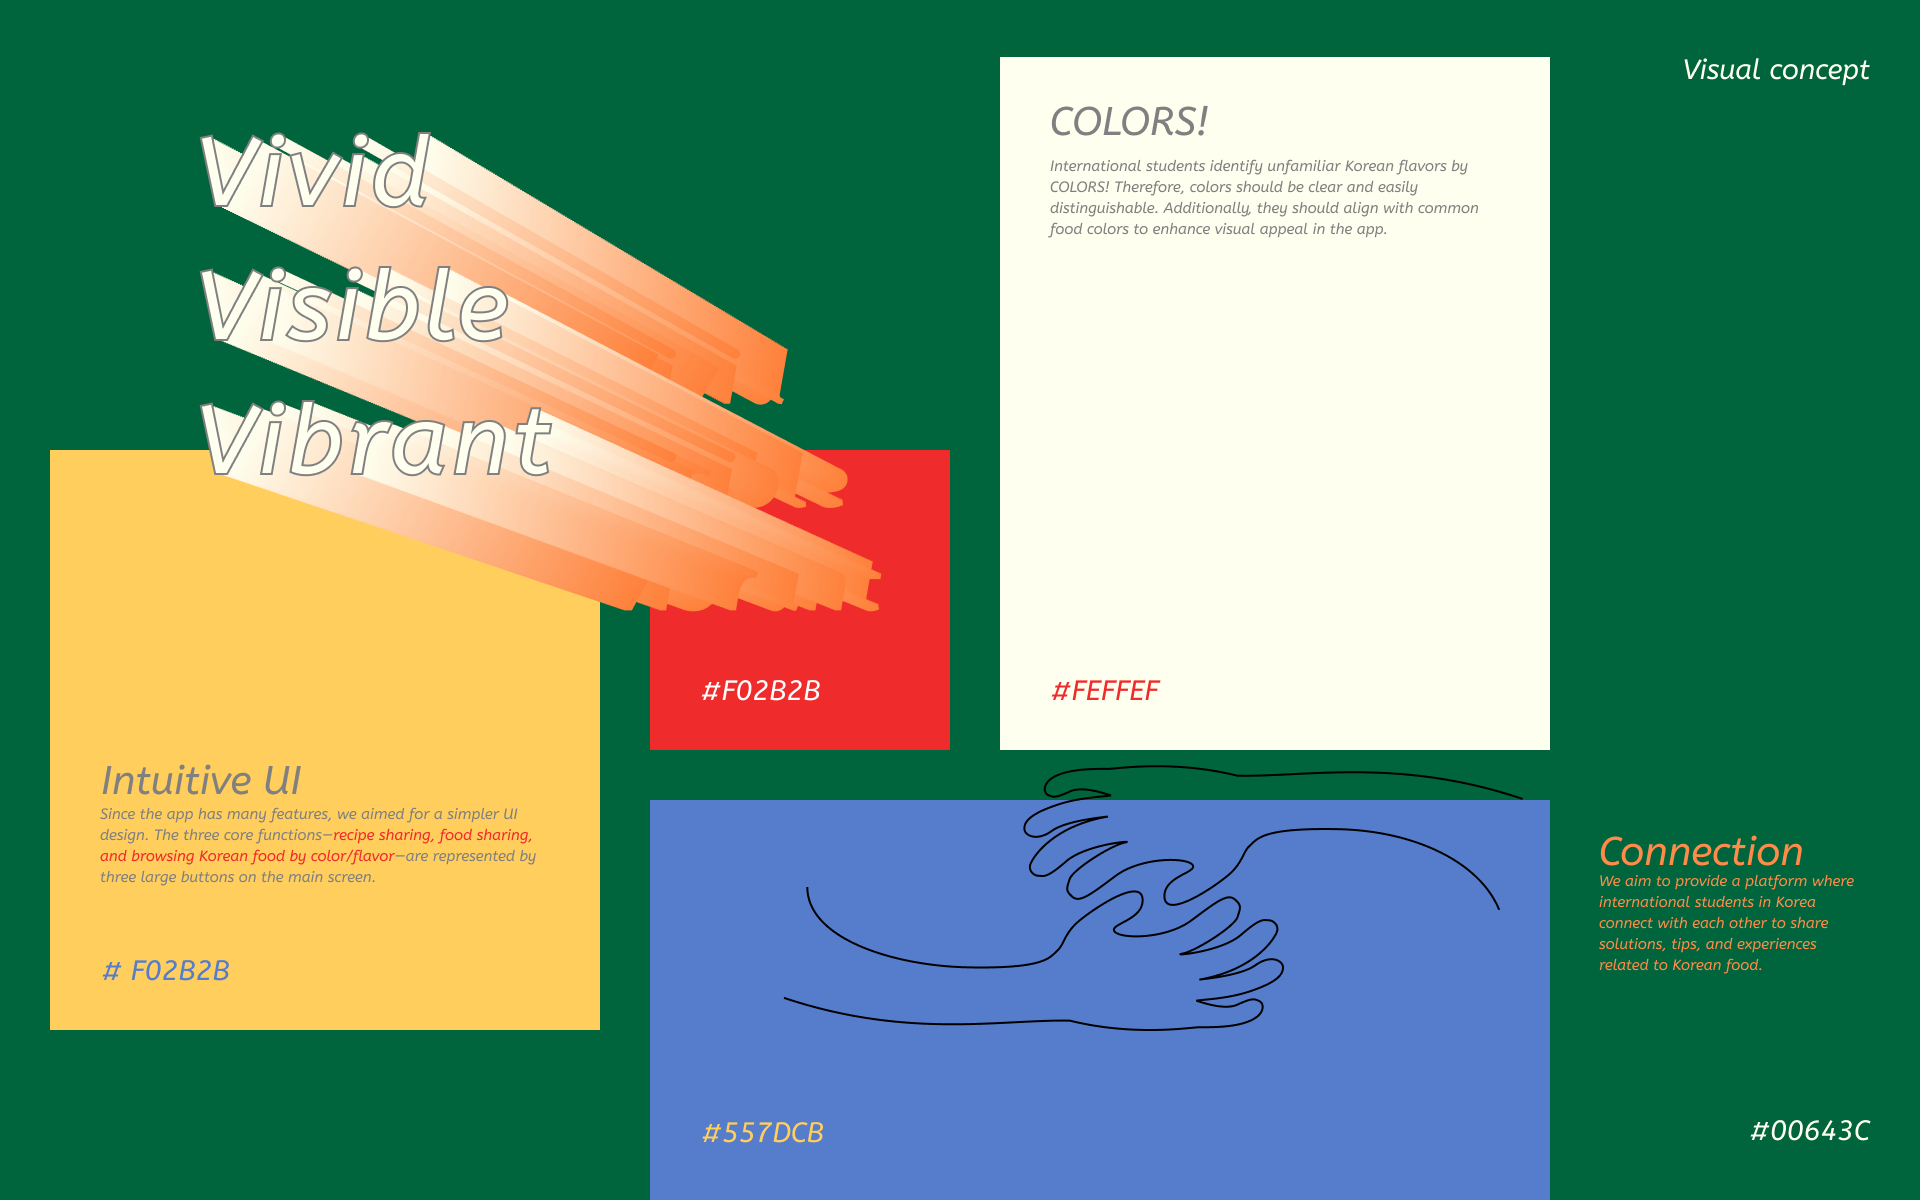 Visual concept
Vivid
Visible
Vibrant
COLORS!
International students identify unfamiliar Korean flavors by
COLORS! Therefore, colors should be clear and easily
distinguishable. Additionally, they should align with common
food colors to enhance visual appeal in the app.
#F02B2B
#FEFFEF
Intuitive UI
Since the app has many features, we aimed for a simpler UI
design. The three core functions—recipe sharing, food sharing,
and browsing Korean food by color/flavor—are represented by
three large buttons on the main screen.
# F02B2B
Connection
We aim to provide a platform where
international students in Korea
connect with each other to share
solutions, tips, and experiences
related to Korean food.
#557DCB
#00643C